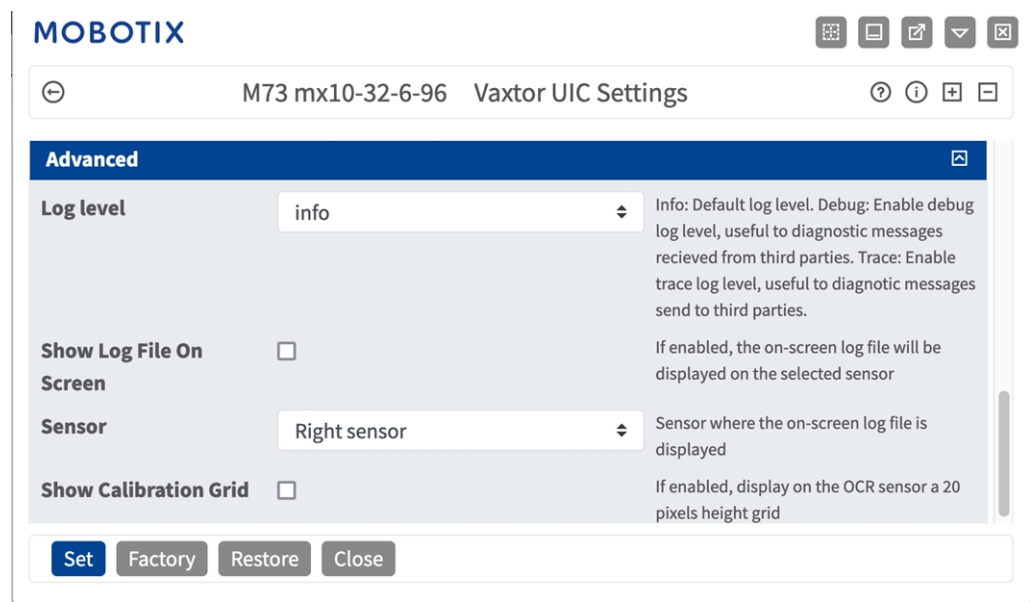 MOBOTIX
M73 mx10-32-6-96 Vaxtor UIC Settings
Advanced
Log level
info
Info: Default log level. Debug: Enable debug
log level, useful to diagnostic messages
recieved from third parties. Trace: Enable
trace log level, useful to diagnotic messages
send to third parties.
Show Log File On
Screen
If enabled, the on-screen log file will be
displayed on the selected sensor
Sensor
Right sensor
Sensor where the on-screen log file is
displayed
Show Calibration Grid
If enabled, display on the OCR sensor a 20
pixels height grid
Set Factory Restore Close